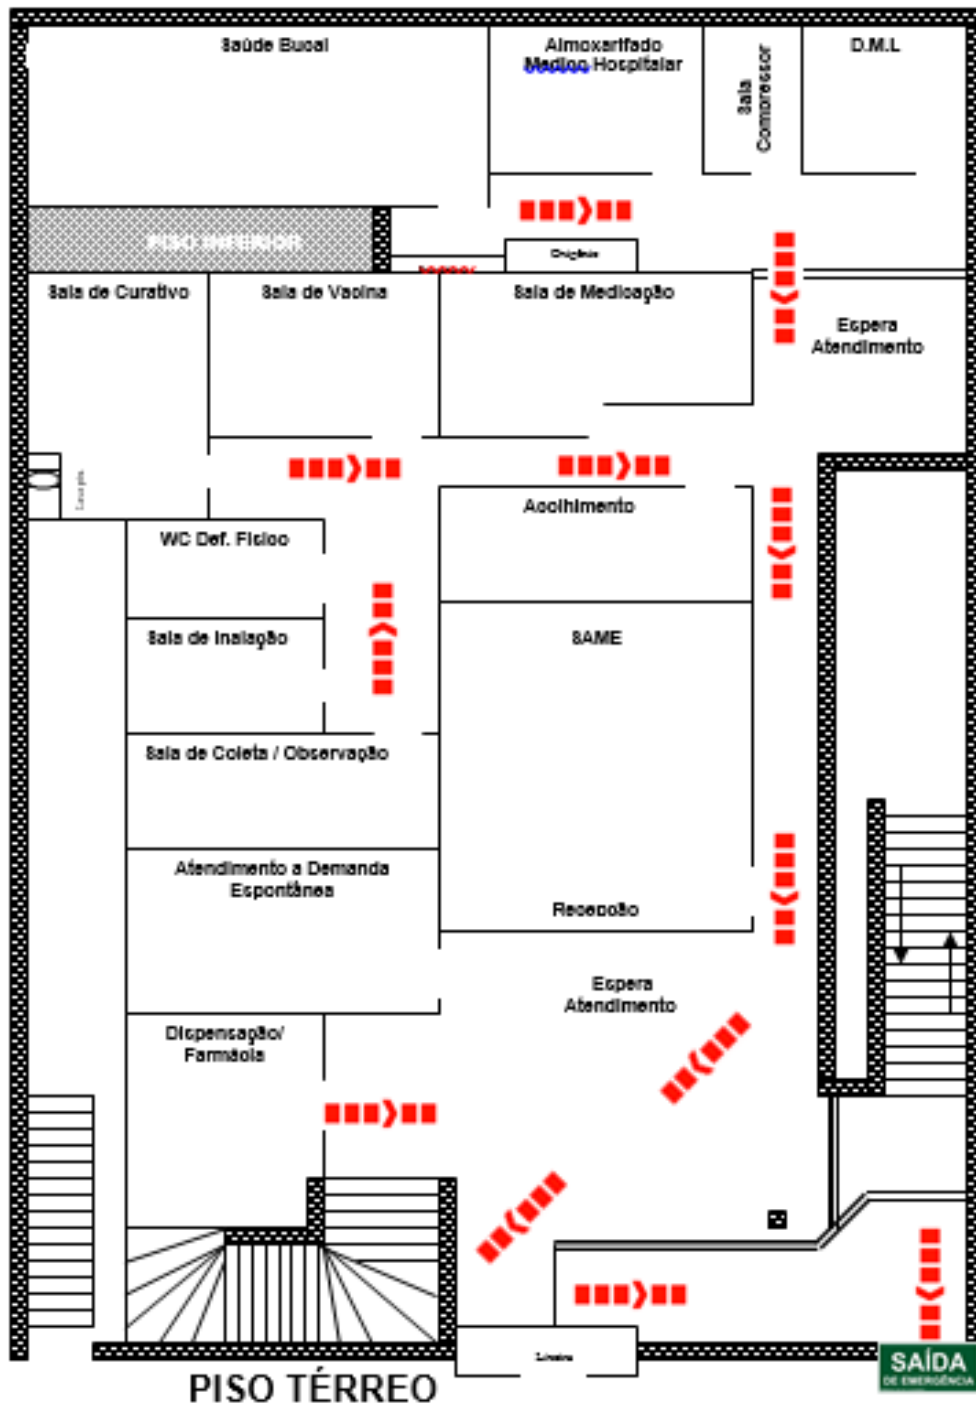 Saúde Bucal
Almoxarifado
Medico Hospitalar
Sala
Compressor
D.M.L
PISO INFERIOR
Sala de Curativo
Sala de Vacina
Sala de Medicação
Espera
Atendimento
Acolhimento
WC Def. Físico
Sala de Inalação
SAME
Sala de Coleta / Observação
Atendimento a Demanda
Espontânea
Recepcão
Espera
Atendimento
Dispensação/
Farmácia
PISO TÉRREO
SAÍDA
DE EMERGÊNCIA